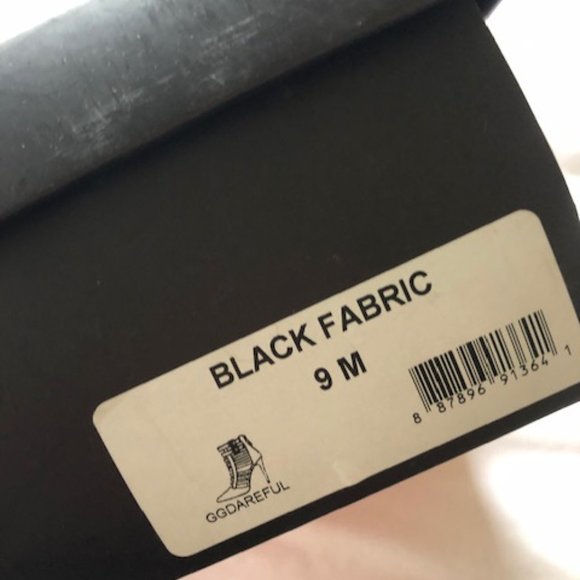 BLACK FABRIC
9 M
8 87896 91364 1
GGDAREFUL